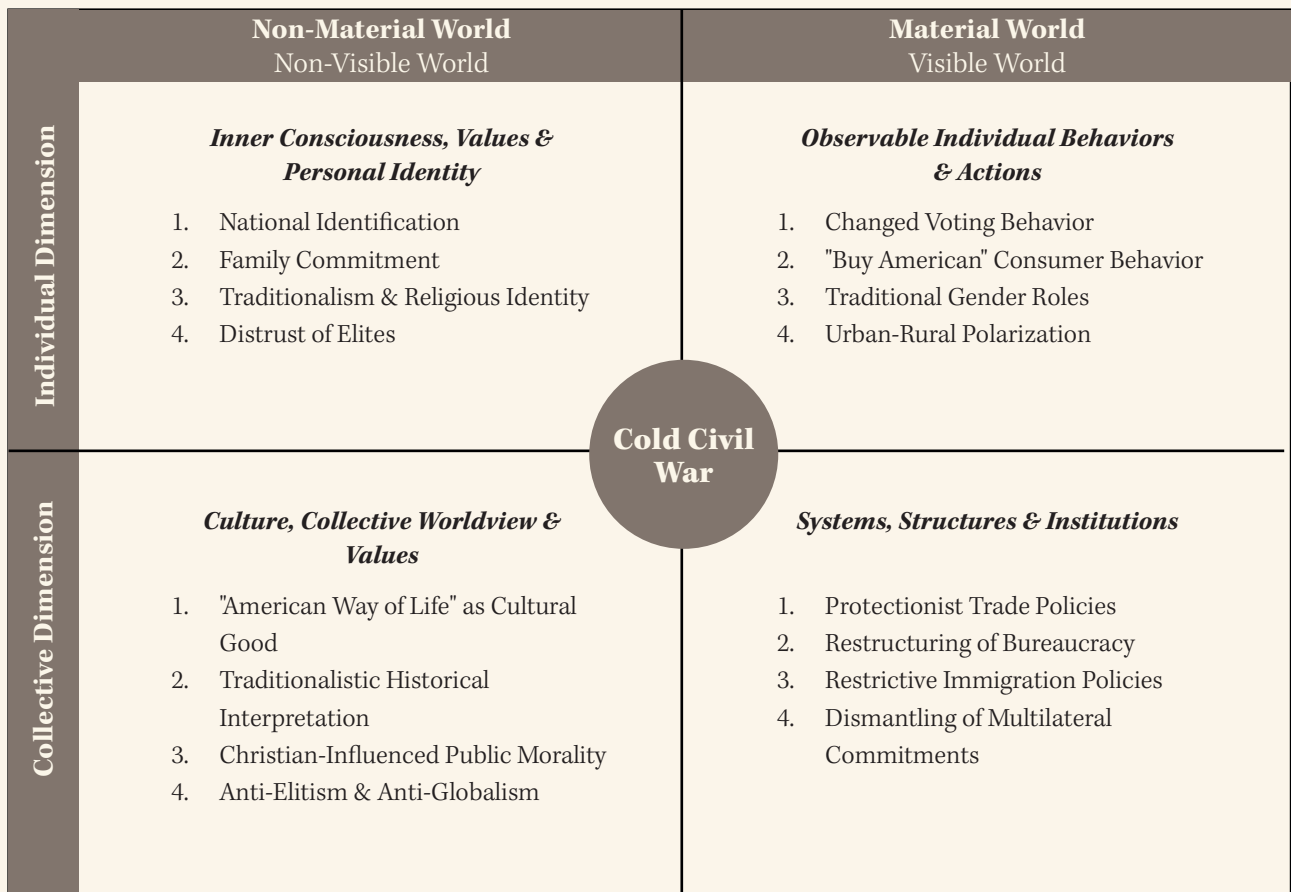 Non-Material World
Non-Visible World
Material World
Visible World
Individual Dimension
Inner Consciousness, Values &
Personal Identity
1. National Identification
2. Family Commitment
3. Traditionalism & Religious Identity
4. Distrust of Elites
Observable Individual Behaviors
& Actions
1. Changed Voting Behavior
2. "Buy American" Consumer Behavior
3. Traditional Gender Roles
4. Urban-Rural Polarization
Cold Civil
War
Collective Dimension
Culture, Collective Worldview &
Values
1. "American Way of Life" as Cultural
Good
2. Traditionalistic Historical
Interpretation
3. Christian-Influenced Public Morality
4. Anti-Elitism & Anti-Globalism
Systems, Structures & Institutions
1. Protectionist Trade Policies
2. Restructuring of Bureaucracy
3. Restrictive Immigration Policies
4. Dismantling of Multilateral
Commitments